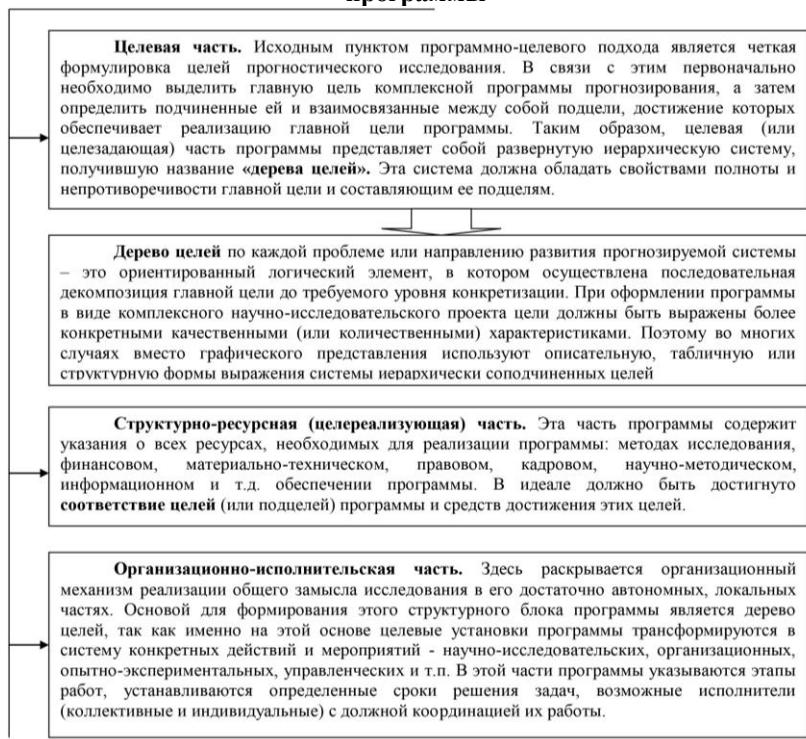 программы
Целевая часть. Исходным пунктом программно-целевого подхода является четкая
формулировка целей прогностического исследования. В связи с этим первоначально
необходимо выделить главную цель комплексной программы прогнозирования, а затем
определить подчиненные ей и взаимосвязанные между собой подцели, достижение которых
обеспечивает реализацию главной цели программы. Таким образом, целевая (или
целезадающая) часть программы представляет собой развернутую иерархическую систему,
получившую название «дерева целей». Эта система должна обладать свойствами полноты и
непротиворечивости главной цели и составляющим ее подцелям.
Дерево целей по каждой проблеме или направлению развития прогнозируемой системы
– это ориентированный логический элемент, в котором осуществлена последовательная
декомпозиция главной цели до требуемого уровня конкретизации. При оформлении программы
в виде комплексного научно-исследовательского проекта цели должны быть выражены более
конкретными качественными (или количественными) характеристиками. Поэтому во многих
случаях вместо графического представления используют описательную, табличную или
структурную формы выражения системы иерархически соподчиненных целей
Структурно-ресурсная (целереализующая) часть. Эта часть программы содержит
указания о всех ресурсах, необходимых для реализации программы: методах исследования,
финансовом, материально-техническом, правовом, кадровом, научно-методическом,
информационном и т.д. обеспечении программы. В идеале должно быть достигнуто
соответствие целей (или подцелей) программы и средств достижения этих целей.
Организационно-исполнительская часть. Здесь раскрывается организационный
механизм реализации общего замысла исследования в его достаточно автономных, локальных
частях. Основой для формирования этого структурного блока программы является дерево
целей, так как именно на этой основе целевые установки программы трансформируются в
систему конкретных действий и мероприятий - научно-исследовательских, организационных,
опытно-экспериментальных, управленческих и т.п. В этой части программы указываются этапы
работ, устанавливаются определенные сроки решения задач, возможные исполнители
(коллективные и индивидуальные) с должной координацией их работы.